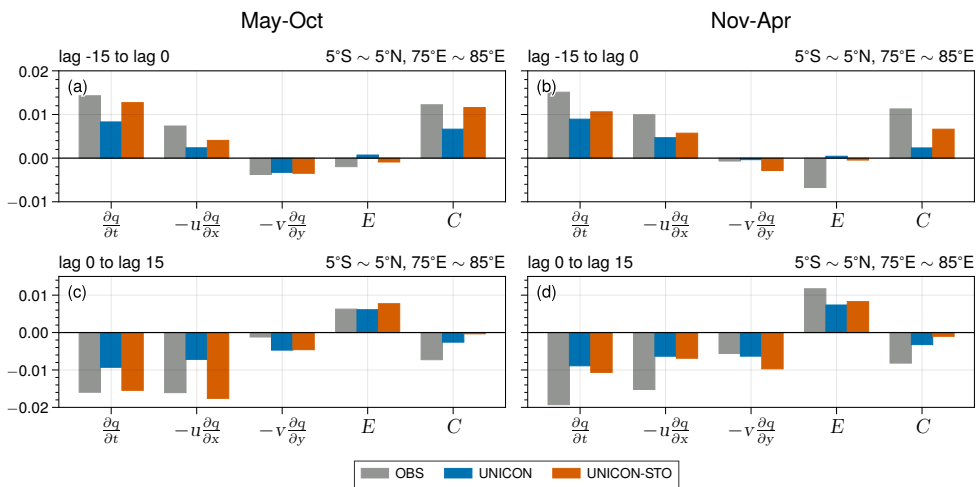 May-Oct Nov-Apr
lag -15 to lag 0 5°S ∼ 5°N, 75°E ∼ 85°E lag -15 to lag 0 5°S ∼ 5°N, 75°E ∼ 85°E
(a) (b)
0.02
0.01
0.00
−0.01
∂q/∂t −u∂q/∂x −v∂q/∂y E C ∂q/∂t −u∂q/∂x −v∂q/∂y E C
lag 0 to lag 15 5°S ∼ 5°N, 75°E ∼ 85°E lag 0 to lag 15 5°S ∼ 5°N, 75°E ∼ 85°E
(c) (d)
0.01
0.00
−0.01
−0.02
∂q/∂t −u∂q/∂x −v∂q/∂y E C ∂q/∂t −u∂q/∂x −v∂q/∂y E C
OBS UNICON UNICON-STO